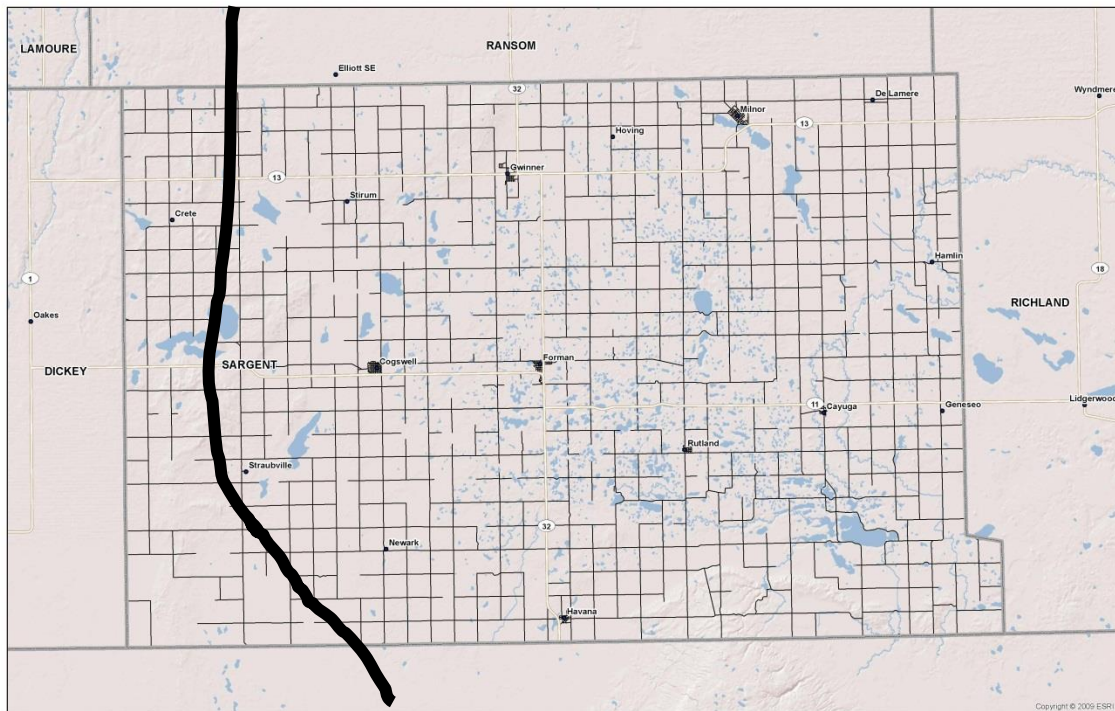 LAMOURE
RANSOM
Elliott SE
32
De Lamere
Wyndmere
Milnor
13
Hoving
Gwinner
13
Stirum
Crete
Hamlin
18
1
RICHLAND
Oakes
Forman
Cogswell
SARGENT
DICKEY
Lidgerwood
11
Cayuga
Geneseo
Rutland
Straubville
32
Newark
Havana
Copyright © 2009 ESRI